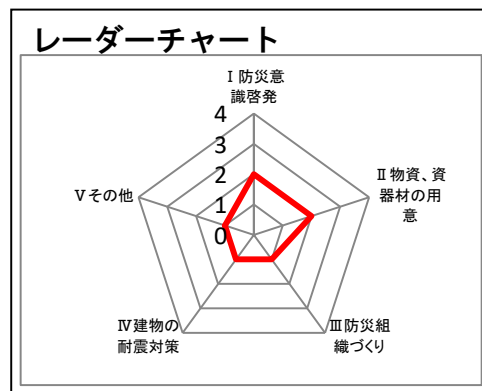 レーダーチャート
Ⅰ防災意
識啓発
4
3
2
1
0
Ⅱ物資、資
器材の用
意
Ⅴその他
Ⅳ建物の
耐震対策
Ⅲ防災組
織づくり